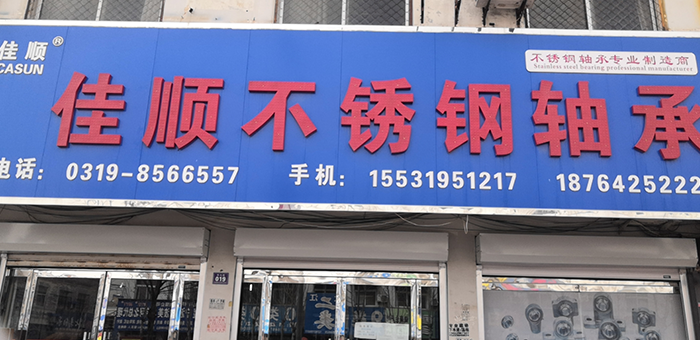 佳顺®
CASUN
不锈钢轴承专业制造商
Stainless steel bearing professional manufacturer
佳顺不锈钢轴承
电话：0319-8566557 手机：15531951217 1876425222
019